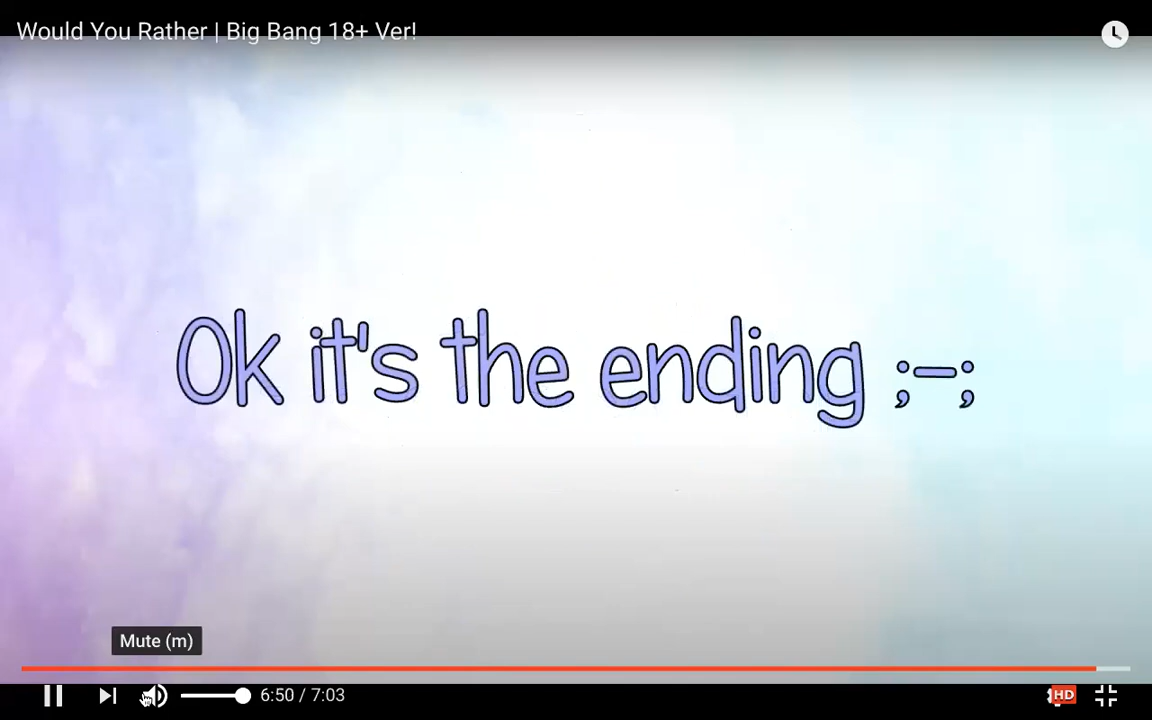 Would You Rather | Big Bang 18+ Ver!
Ok it's the ending ;-;
Mute (m)
6:50 / 7:03
HD